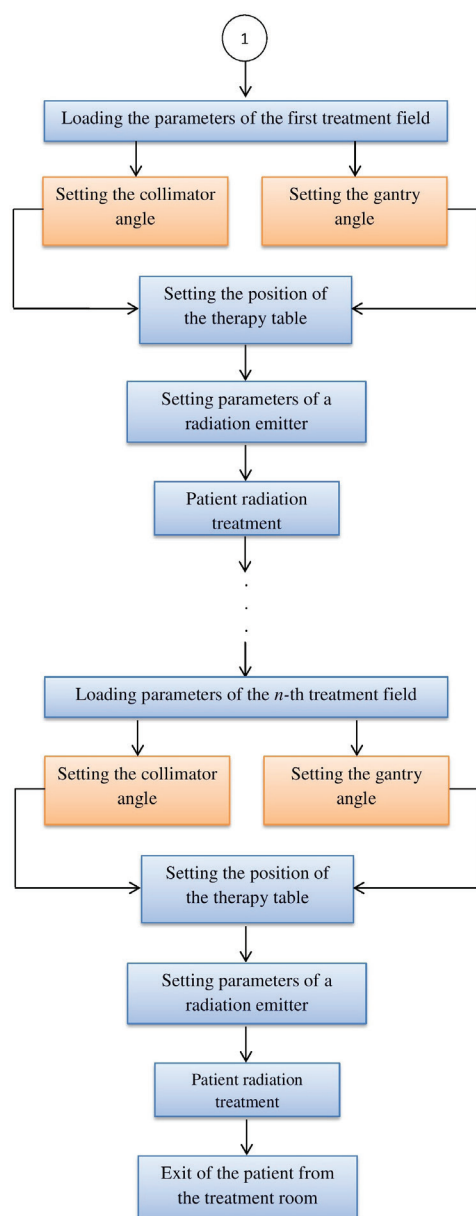 1
Loading the parameters of the first treatment field
Setting the collimator
angle
Setting the gantry
angle
Setting the position of
the therapy table
Setting parameters of a
radiation emitter
Patient radiation
treatment
.
.
.
Loading parameters of the n-th treatment field
Setting the collimator
angle
Setting the gantry
angle
Setting the position of
the therapy table
Setting parameters of a
radiation emitter
Patient radiation
treatment
Exit of the patient from
the treatment room